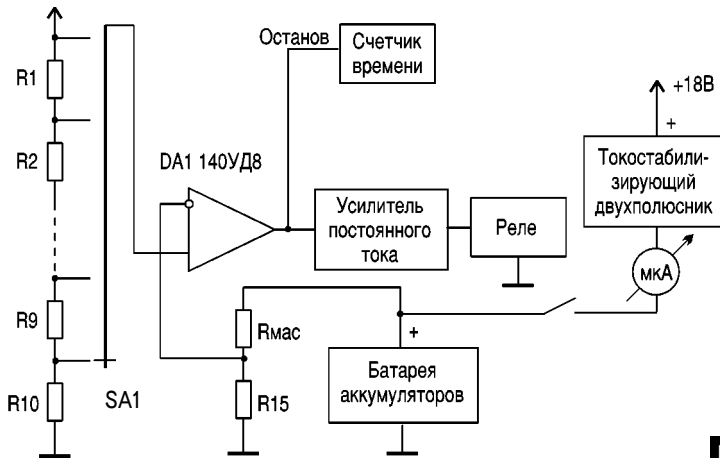 Останов
Счетчик
времени
R1
+18В
+
R2
DA1 140УД8
Токостабили-
зирующий
двухполюсник
Усилитель
постоянного
тока
Реле
мкА
R9
Rмас
+
Батарея
аккумуляторов
R10
SA1
R15